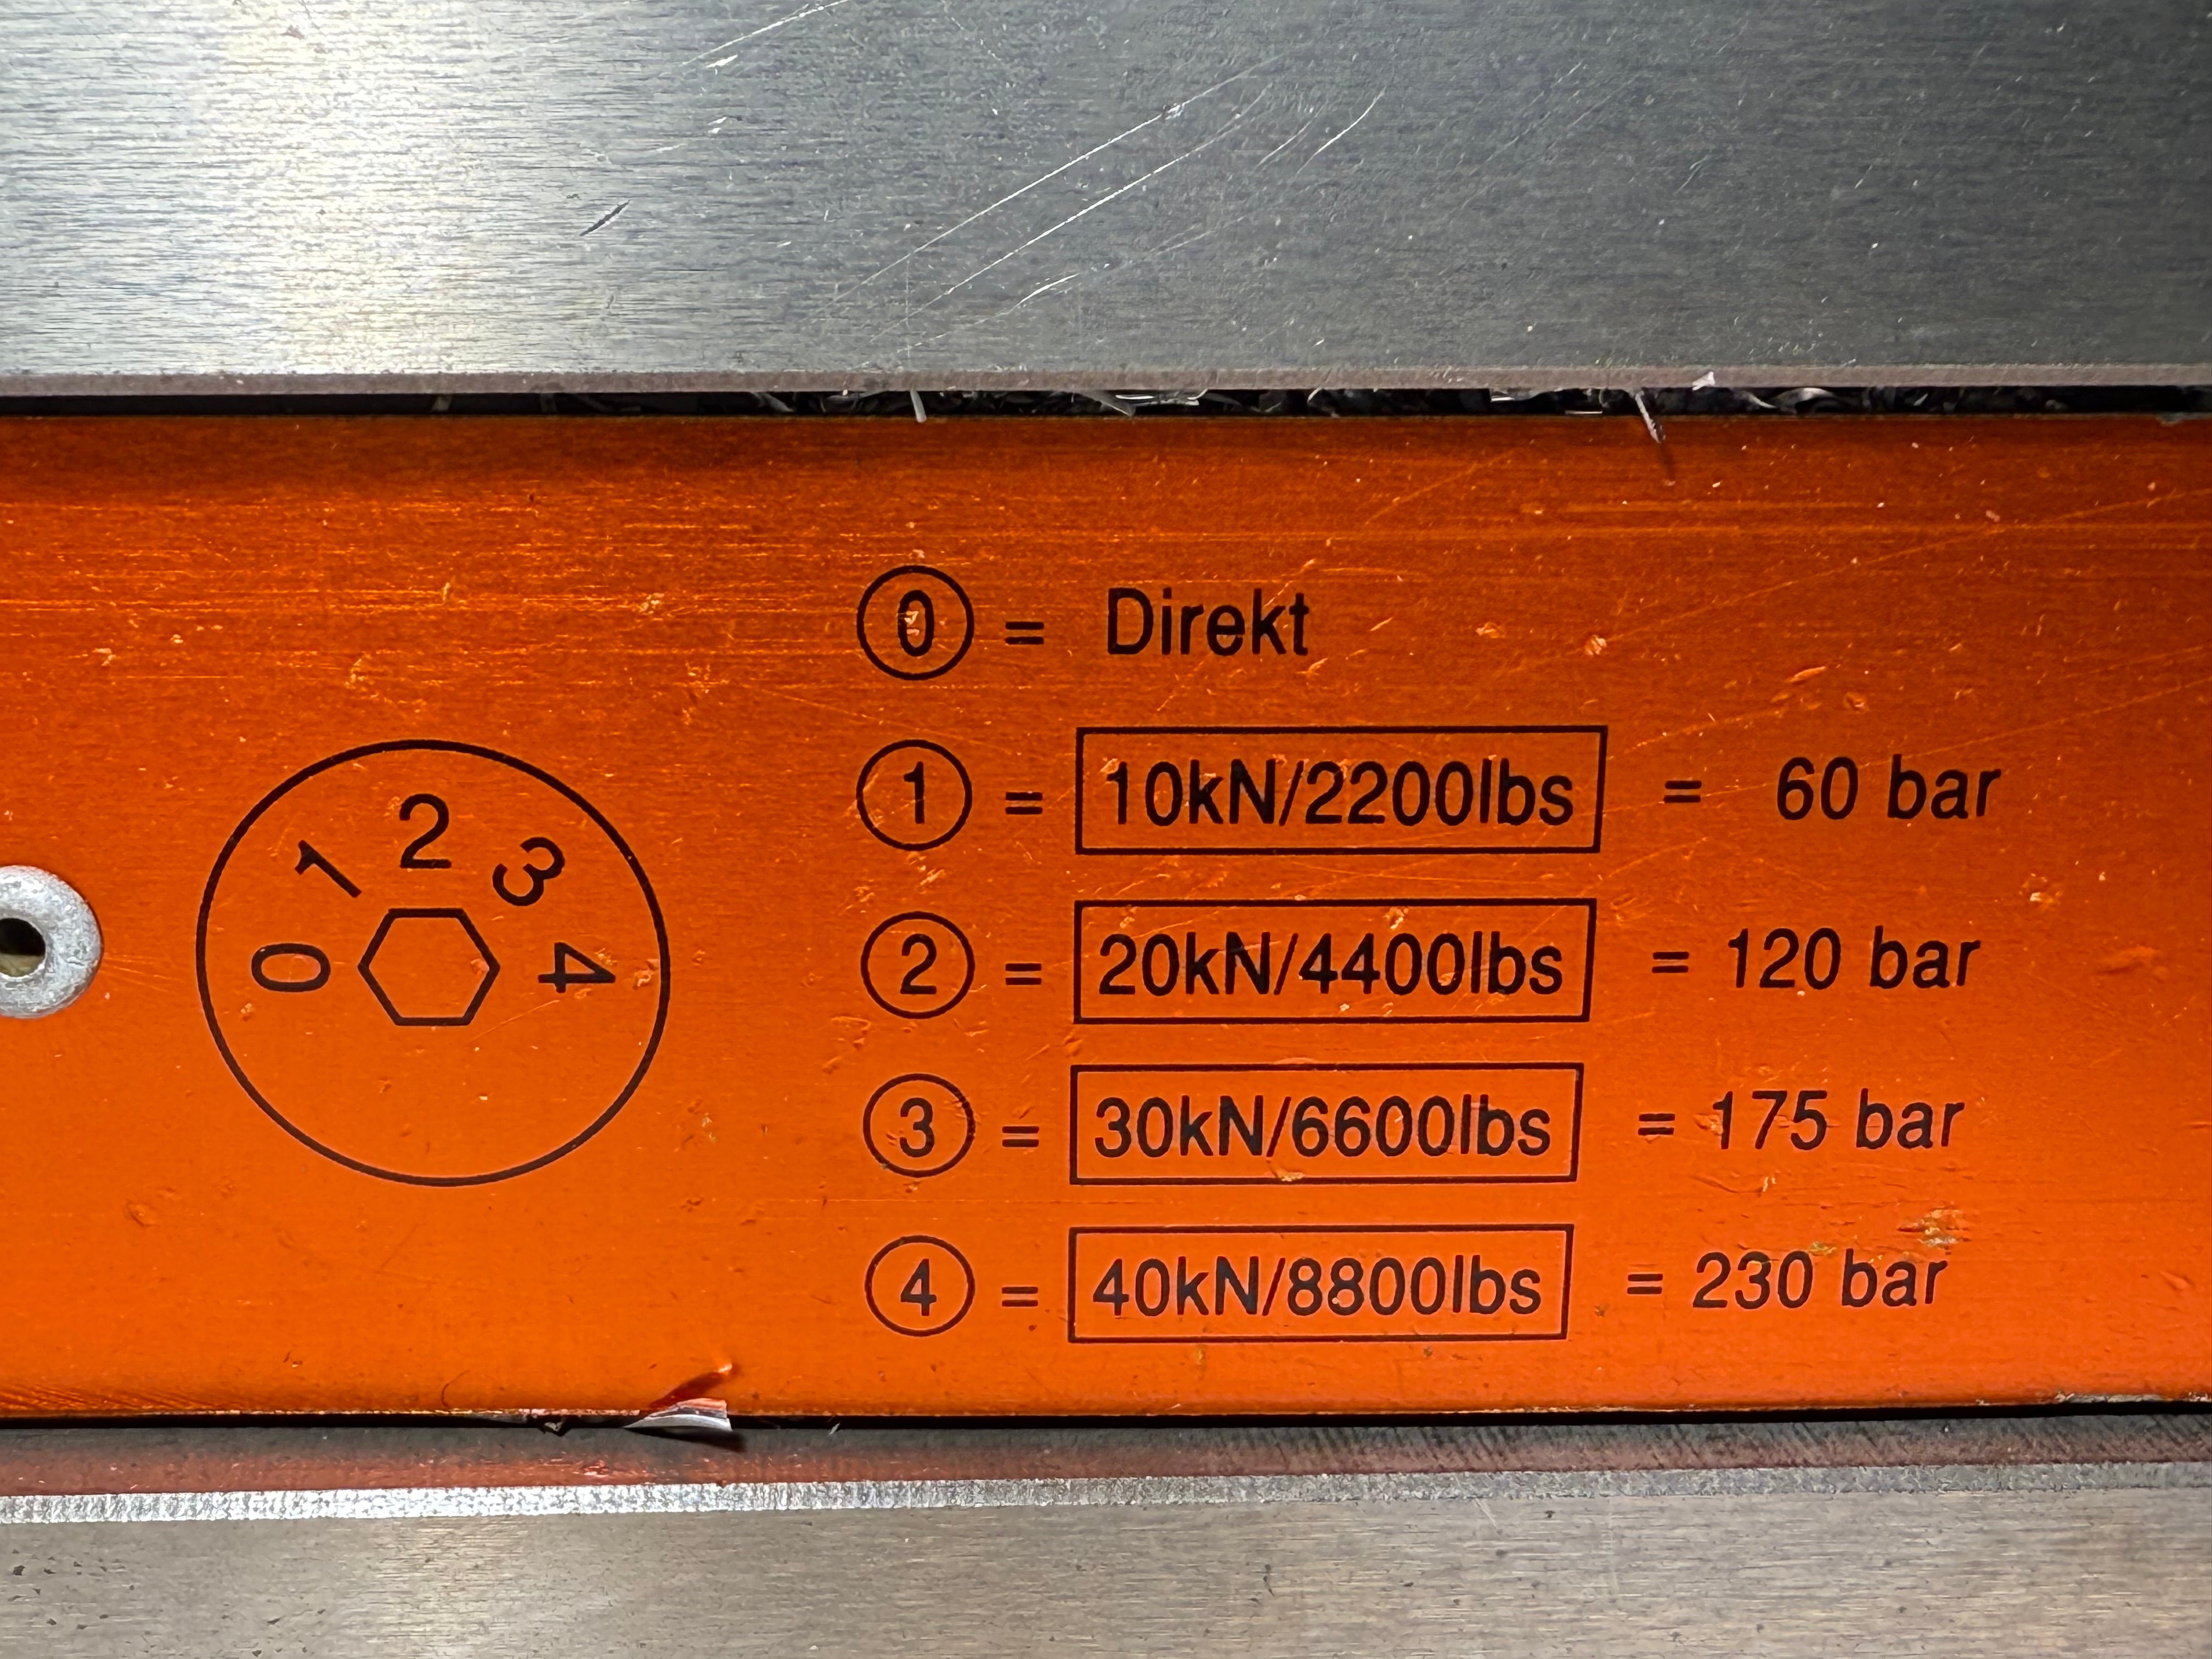 0 1 2 3 4
0 = Direkt
1 = 10kN/2200lbs = 60 bar
2 = 20kN/4400lbs = 120 bar
3 = 30kN/6600lbs = 175 bar
4 = 40kN/8800lbs = 230 bar